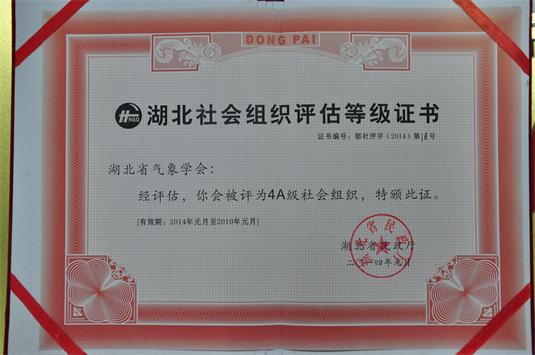 DONG PAI
HNGO
湖北社会组织评估等级证书
证书编号：鄂社评字（2014）第18号
湖北省气象学会：
经评估，你会被评为4A级社会组织，特颁此证。
[有效期：2014年元月至2019年元月]
湖北省民政厅
二〇一四年元月